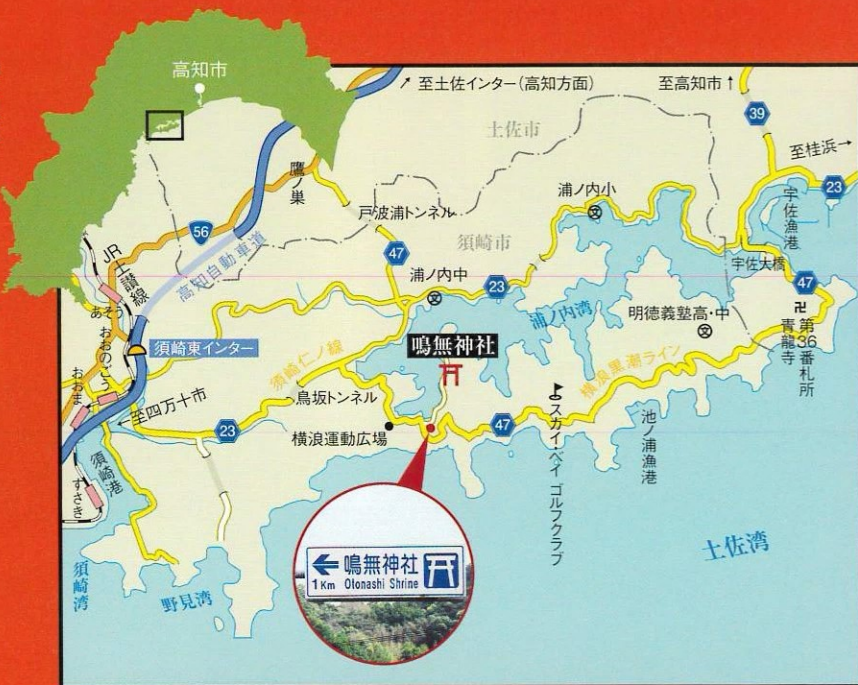 高知市
↗至土佐インター(高知方面)
至高知市↑
39
至桂浜→
23
土佐市
鷹ノ巣
戸波浦トンネル
浦ノ内小
文
宇佐漁港
56
須崎市
47
宇佐大橋
JR土讃線
高知自動車道
浦ノ内中
文
23
47
浦ノ内湾
明徳義塾高・中
文
卍
第36番札所
青龍寺
あそう
須崎東インター
鳴無神社
おおのごう
須崎仁ノ線
横浪黒潮ライン
おおま
鳥坂トンネル
←至四万十市
23
横浪運動広場
47
スカイ・ベイ ゴルフクラブ
池ノ浦漁港
須崎港
すさき
土佐湾
←鳴無神社
1Km Otonashi Shrine
須崎湾
野見湾